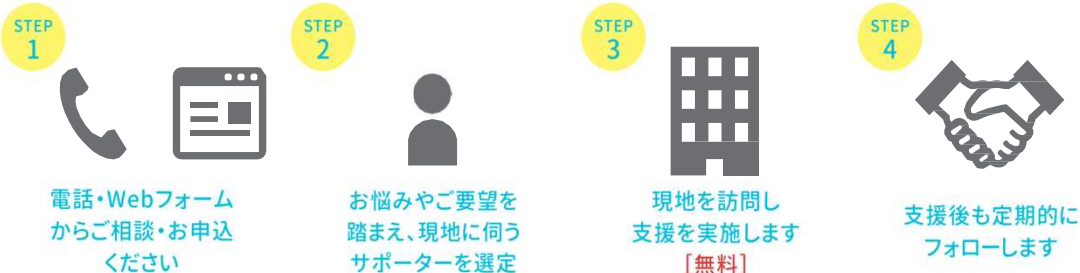 STEP
1
電話・Webフォーム
からご相談・お申込
ください
STEP
2
お悩みやご要望を
踏まえ、現地に伺う
サポーターを選定
STEP
3
現地を訪問し
支援を実施します
[無料]
STEP
4
支援後も定期的に
フォローします